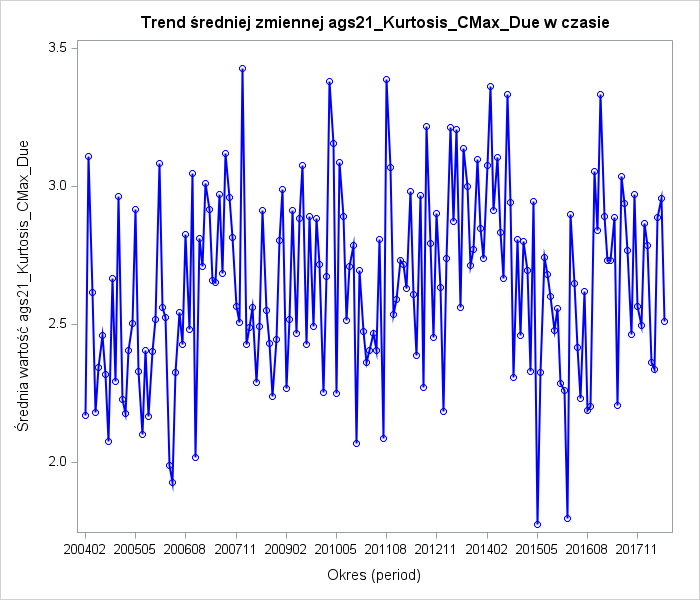 Trend średniej zmiennej ags21_Kurtosis_CMax_Due w czasie
Średnia wartość ags21_Kurtosis_CMax_Due
3.5
3.0
2.5
2.0
200402 200505 200608 200711 200902 201005 201108 201211 201402 201505 201608 201711
Okres (period)